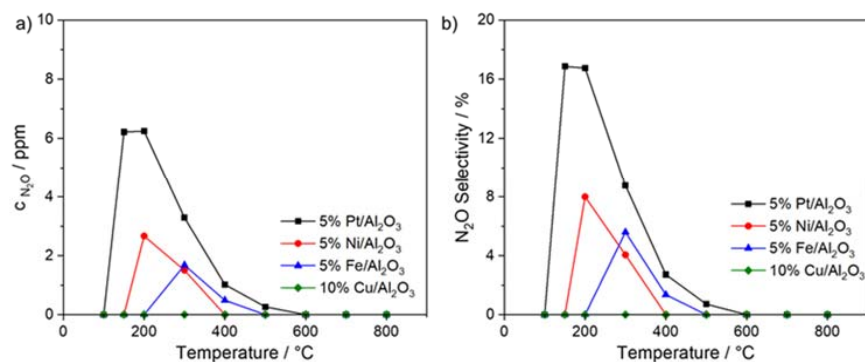 a)
10
8
6
4
2
0
c N₂O / ppm
0 200 400 600 800
Temperature / °C
5% Pt/Al₂O₃
5% Ni/Al₂O₃
5% Fe/Al₂O₃
10% Cu/Al₂O₃
b)
20
16
12
8
4
0
N₂O Selectivity / %
0 200 400 600 800
Temperature / °C
5% Pt/Al₂O₃
5% Ni/Al₂O₃
5% Fe/Al₂O₃
10% Cu/Al₂O₃